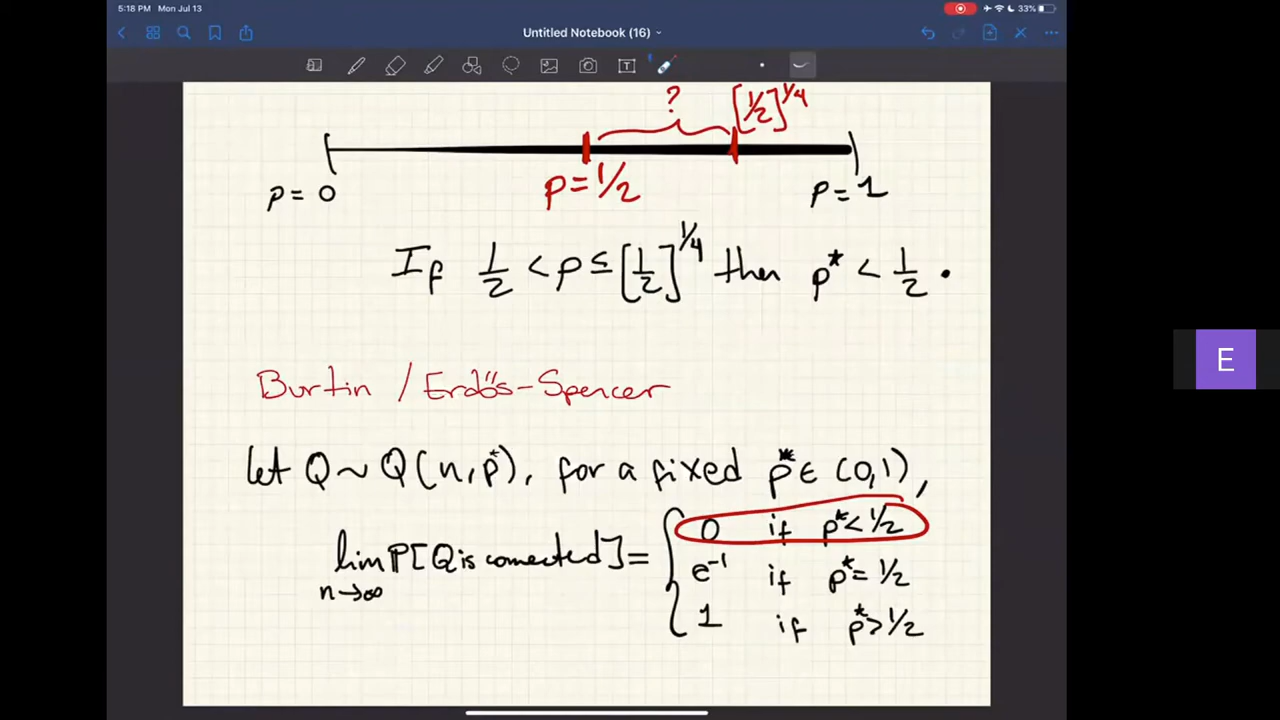 5:18 PM Mon Jul 13
33%
Untitled Notebook (16)
T
? [1/2]^1/4
p=0 p=1/2 p=1
If 1/2 < p ≤ [1/2]^1/4 then p* < 1/2 .
Burtin / Erdős-Spencer
let Q ~ Q(n,p*), for a fixed p* ∈ (0,1),
0 if p* < 1/2
lim P[Q is connected] = e^-1 if p* = 1/2
n→∞
1 if p* > 1/2
E